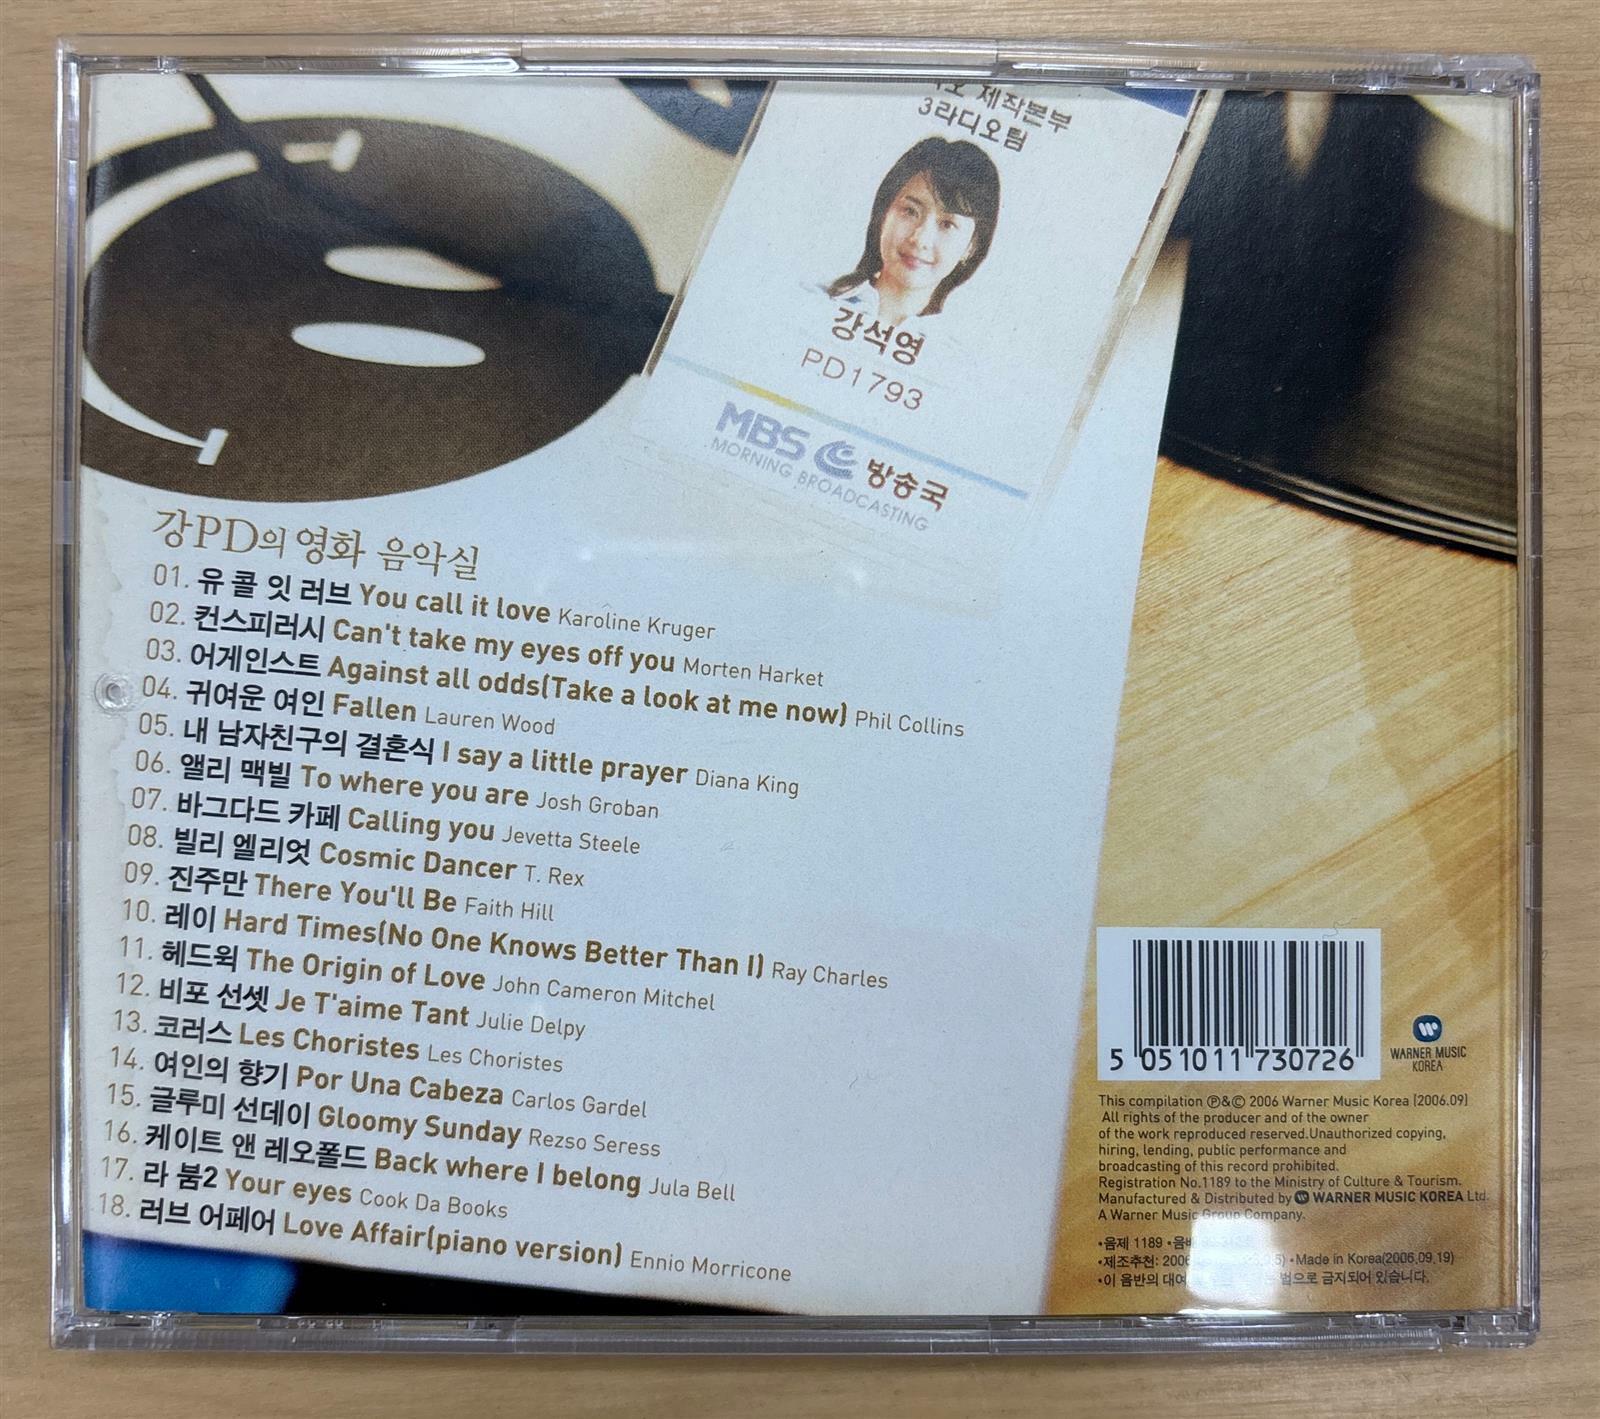 제작본부
3라디오팀
강석영
PD1793
MBS 방송국
MORNING BROADCASTING
강PD의 영화 음악실
01. 유 콜 잇 러브 You call it love Karoline Kruger
02. 컨스피러시 Can't take my eyes off you Morten Harket
03. 어게인스트 Against all odds(Take a look at me now) Phil Collins
04. 귀여운 여인 Fallen Lauren Wood
05. 내 남자친구의 결혼식 I say a little prayer Diana King
06. 앨리 맥빌 To where you are Josh Groban
07. 바그다드 카페 Calling you Jevetta Steele
08. 빌리 엘리엇 Cosmic Dancer T. Rex
09. 진주만 There You'll Be Faith Hill
10. 레이 Hard Times(No One Knows Better Than I) Ray Charles
11. 헤드윅 The Origin of Love John Cameron Mitchel
12. 비포 선셋 Je T'aime Tant Julie Delpy
13. 코러스 Les Choristes Les Choristes
14. 여인의 향기 Por Una Cabeza Carlos Gardel
15. 글루미 선데이 Gloomy Sunday Rezso Seress
16. 케이트 앤 레오폴드 Back where I belong Jula Bell
17. 라 붐2 Your eyes Cook Da Books
18. 러브 어페어 Love Affair(piano version) Ennio Morricone
5 051011 730726
WARNER MUSIC
KOREA
This compilation ℗&© 2006 Warner Music Korea (2006.09)
All rights of the producer and of the owner
of the work reproduced reserved.Unauthorized copying,
hiring, lending, public performance and
broadcasting of this record prohibited.
Registration No.1189 to the Ministry of Culture & Tourism.
Manufactured & Distributed by WARNER MUSIC KOREA Ltd.
A Warner Music Group Company.
•음제 1189
•제조추천: •Made in Korea(2006.09.19)
•이 음반의 법으로 금지되어 있습니다.